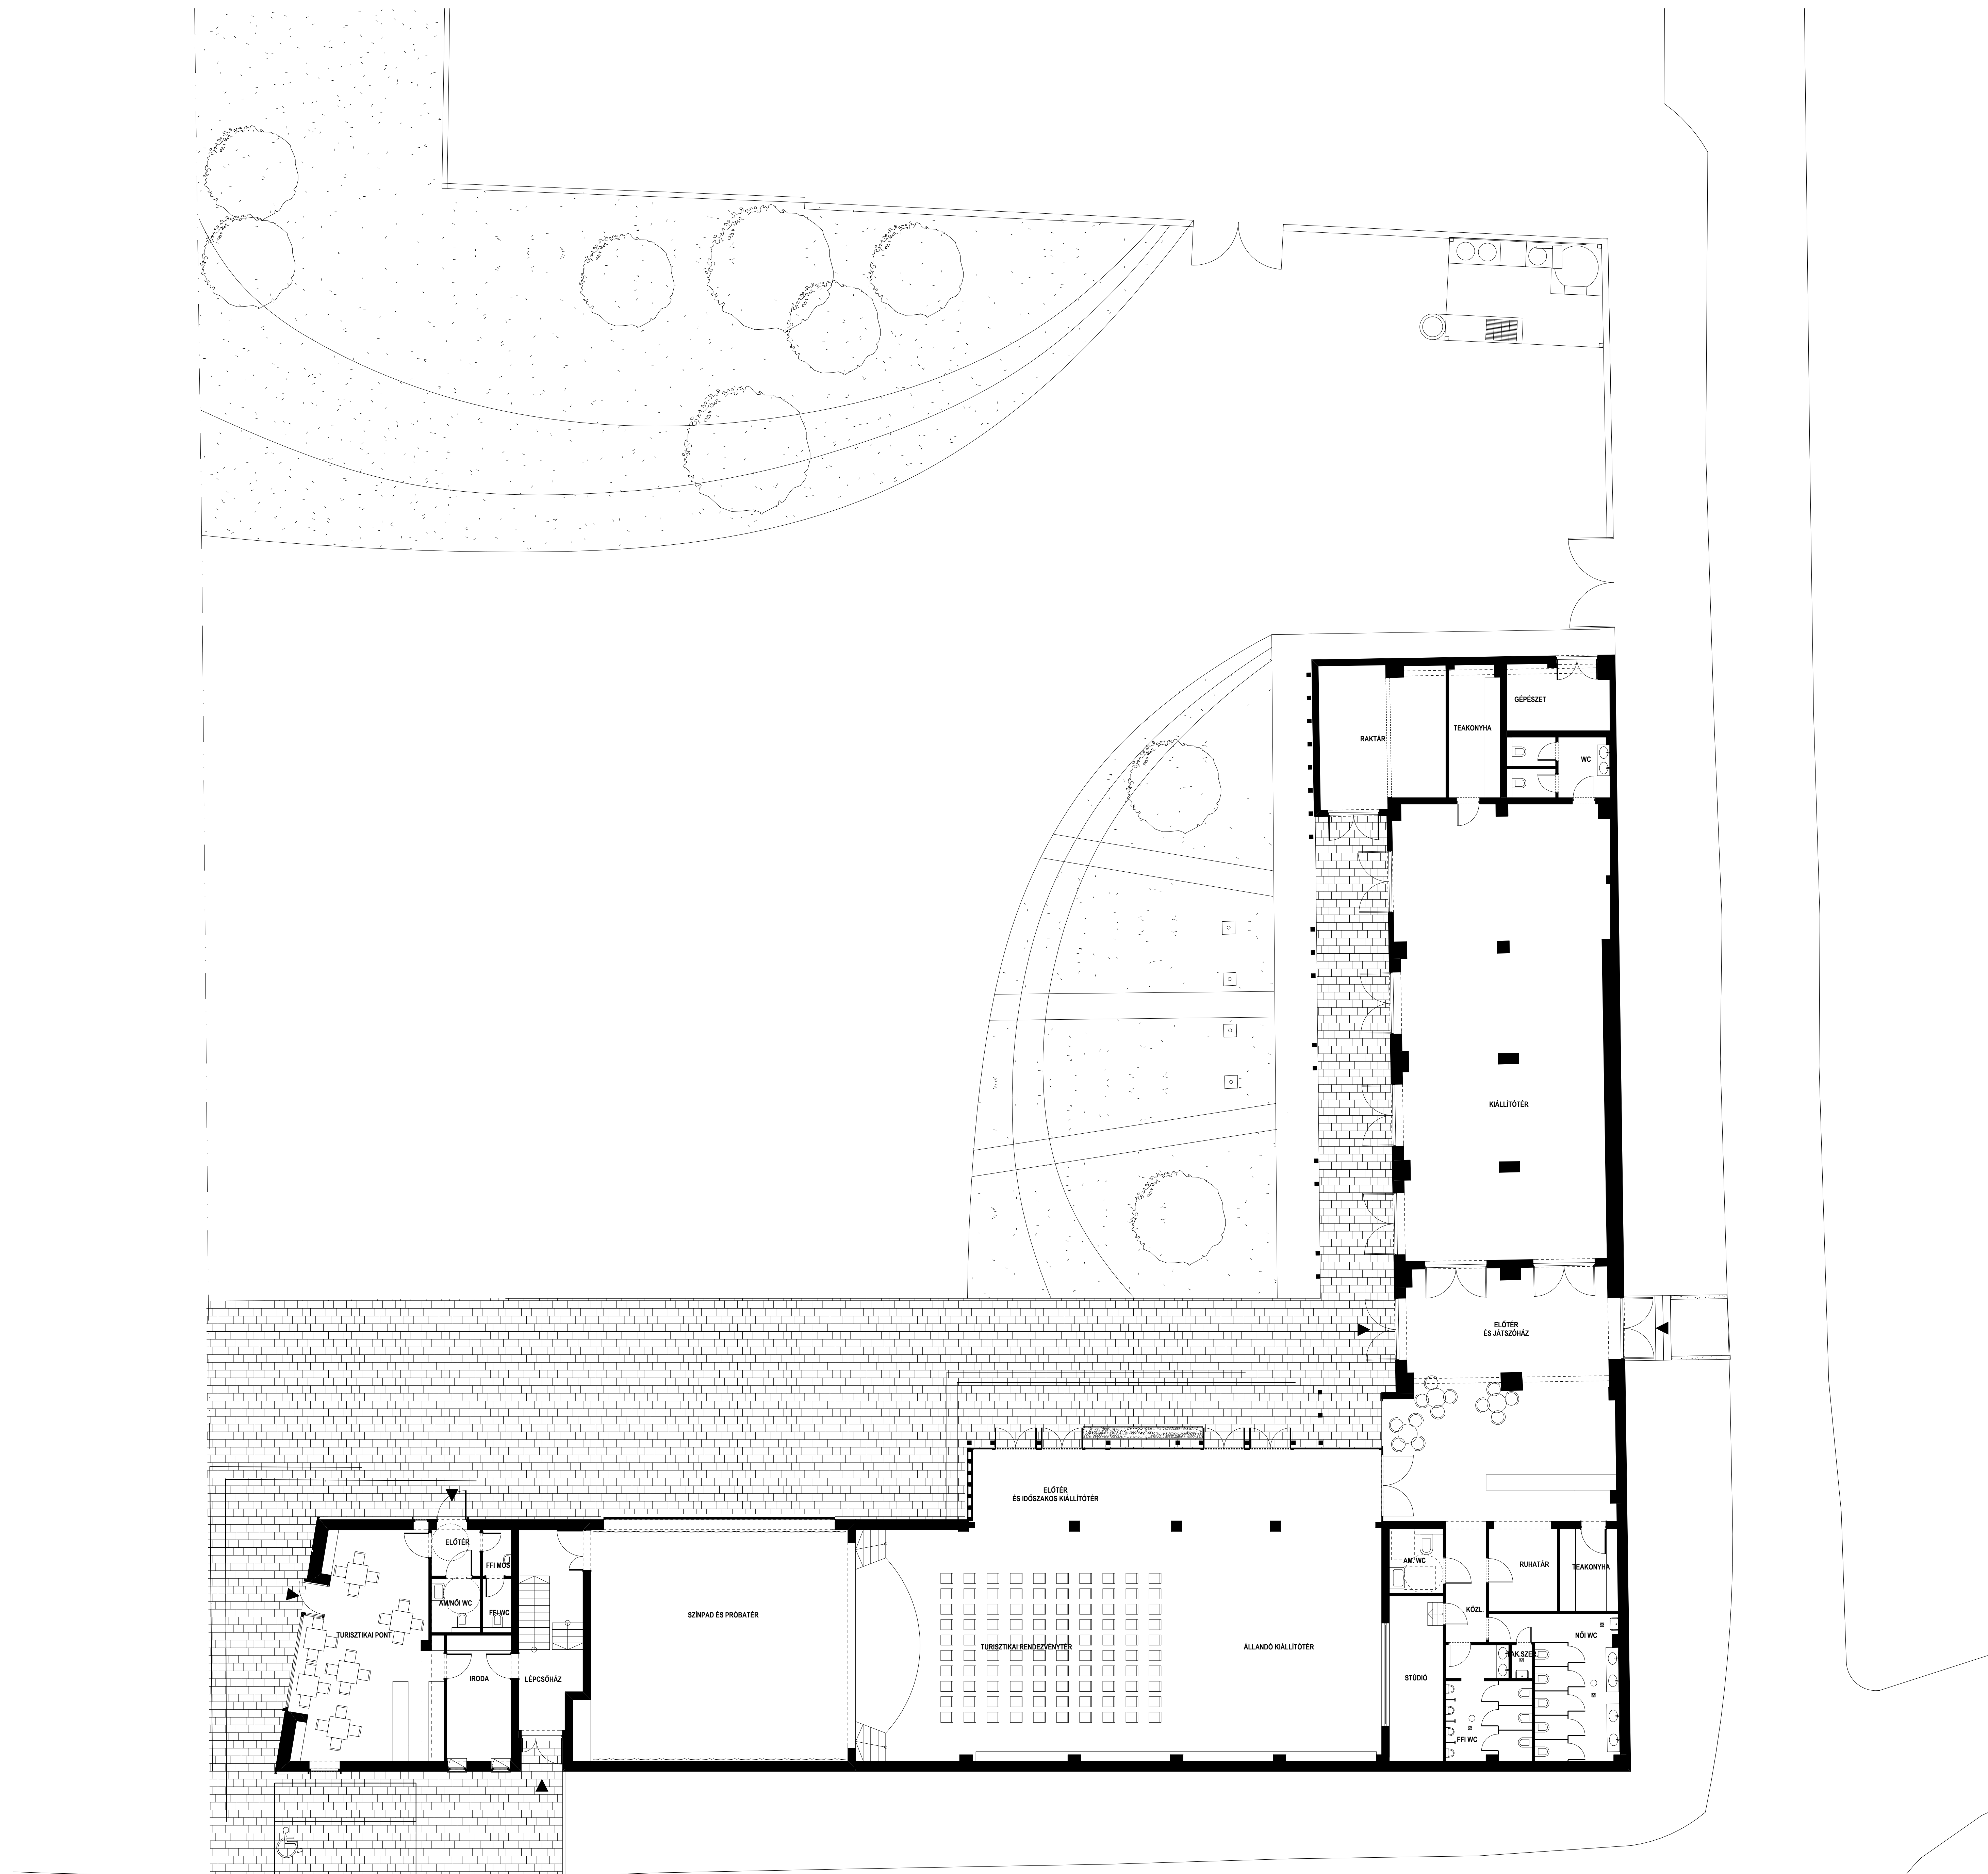 GÉPÉSZET
TEAKONYHA
RAKTÁR
WC
KIÁLLÍTÓTÉR
ELŐTÉR
ÉS JÁTSZÓHÁZ
ELŐTÉR
ÉS IDŐSZAKOS KIÁLLÍTÓTÉR
ELŐTÉR
FFI MOS
AM/NŐI WC
FFI WC
TURISZTIKAI PONT
IRODA
LÉPCSŐHÁZ
SZÍNPAD ÉS PRÓBATÉR
TURISZTIKAI RENDEZVÉNYTÉR
ÁLLANDÓ KIÁLLÍTÓTÉR
AM. WC
RUHATÁR
TEAKONYHA
KÖZL.
NŐI WC
TAK.SZER.
STÚDIÓ
FFI WC